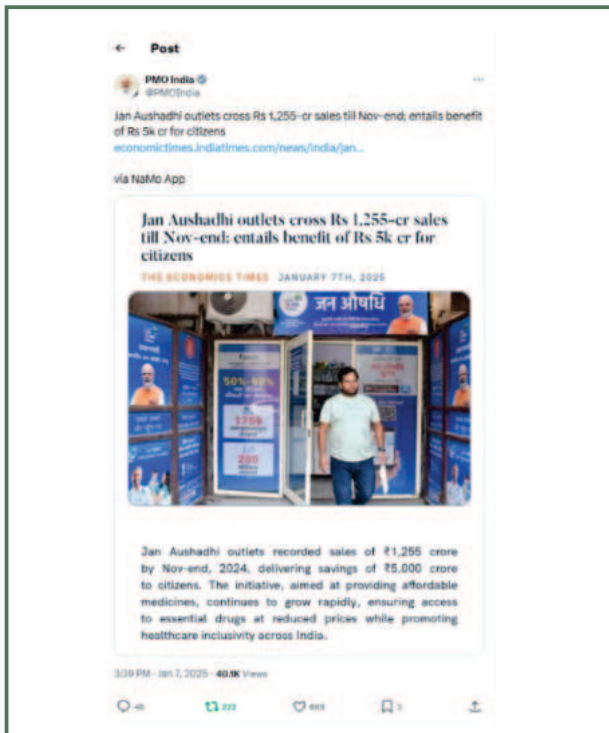 Post
PMO India
@PMOIndia
Jan Aushadhi outlets cross Rs 1,255-cr sales till Nov-end; entails benefit
of Rs 5k cr for citizens
economictimes.indiatimes.com/news/india/jan...
via NaMo App
Jan Aushadhi outlets cross Rs 1,255-cr sales
till Nov-end: entails benefit of Rs 5k cr for
citizens
THE ECONOMICS TIMES JANUARY 7TH, 2025
जन औषधि
50%-90%
Jan Aushadhi outlets recorded sales of ₹1,255 crore
by Nov-end, 2024, delivering savings of ₹5,000 crore
to citizens. The initiative, aimed at providing affordable
medicines, continues to grow rapidly, ensuring access
to essential drugs at reduced prices while promoting
healthcare inclusivity across India.
3:39 PM · Jan 7, 2025 · 40.1K Views
222